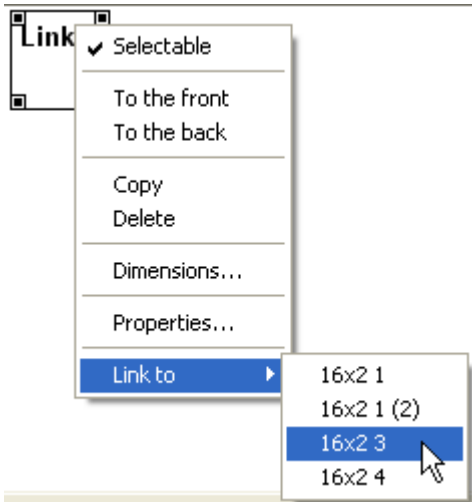 Link
Selectable
To the front
To the back
Copy
Delete
Dimensions...
Properties...
Link to
16x2 1
16x2 1 (2)
16x2 3
16x2 4